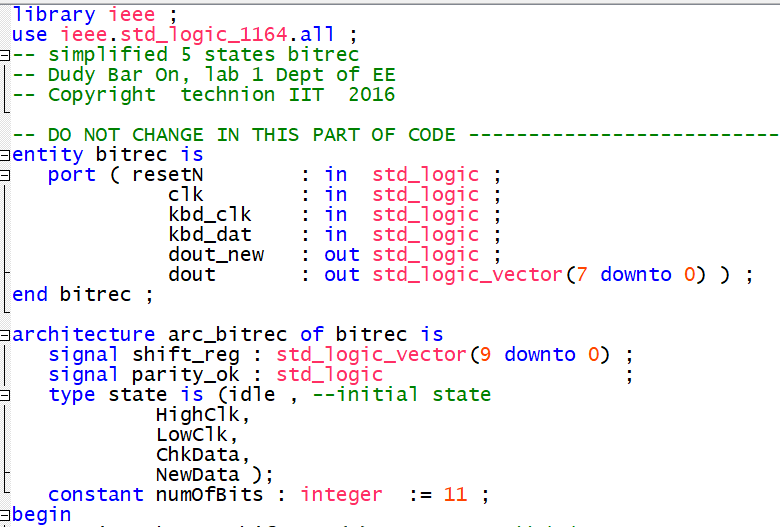 library ieee ;
use ieee.std_logic_1164.all ;
-- simplified 5 states bitrec
-- Dudy Bar On, lab 1 Dept of EE
-- Copyright  technion IIT  2016
-- DO NOT CHANGE IN THIS PART OF CODE --------------------------
entity bitrec is
   port ( resetN        : in  std_logic ;
             clk        : in  std_logic ;
             kbd_clk    : in  std_logic ;
             kbd_dat    : in  std_logic ;
             dout_new   : out std_logic ;
             dout       : out std_logic_vector(7 downto 0) ) ;
end bitrec ;
architecture arc_bitrec of bitrec is
   signal shift_reg : std_logic_vector(9 downto 0) ;
   signal parity_ok : std_logic                    ;
   type state is (idle , --initial state
            HighClk,
            LowClk,
            ChkData,
            NewData );
   constant numOfBits : integer  := 11 ;
begin